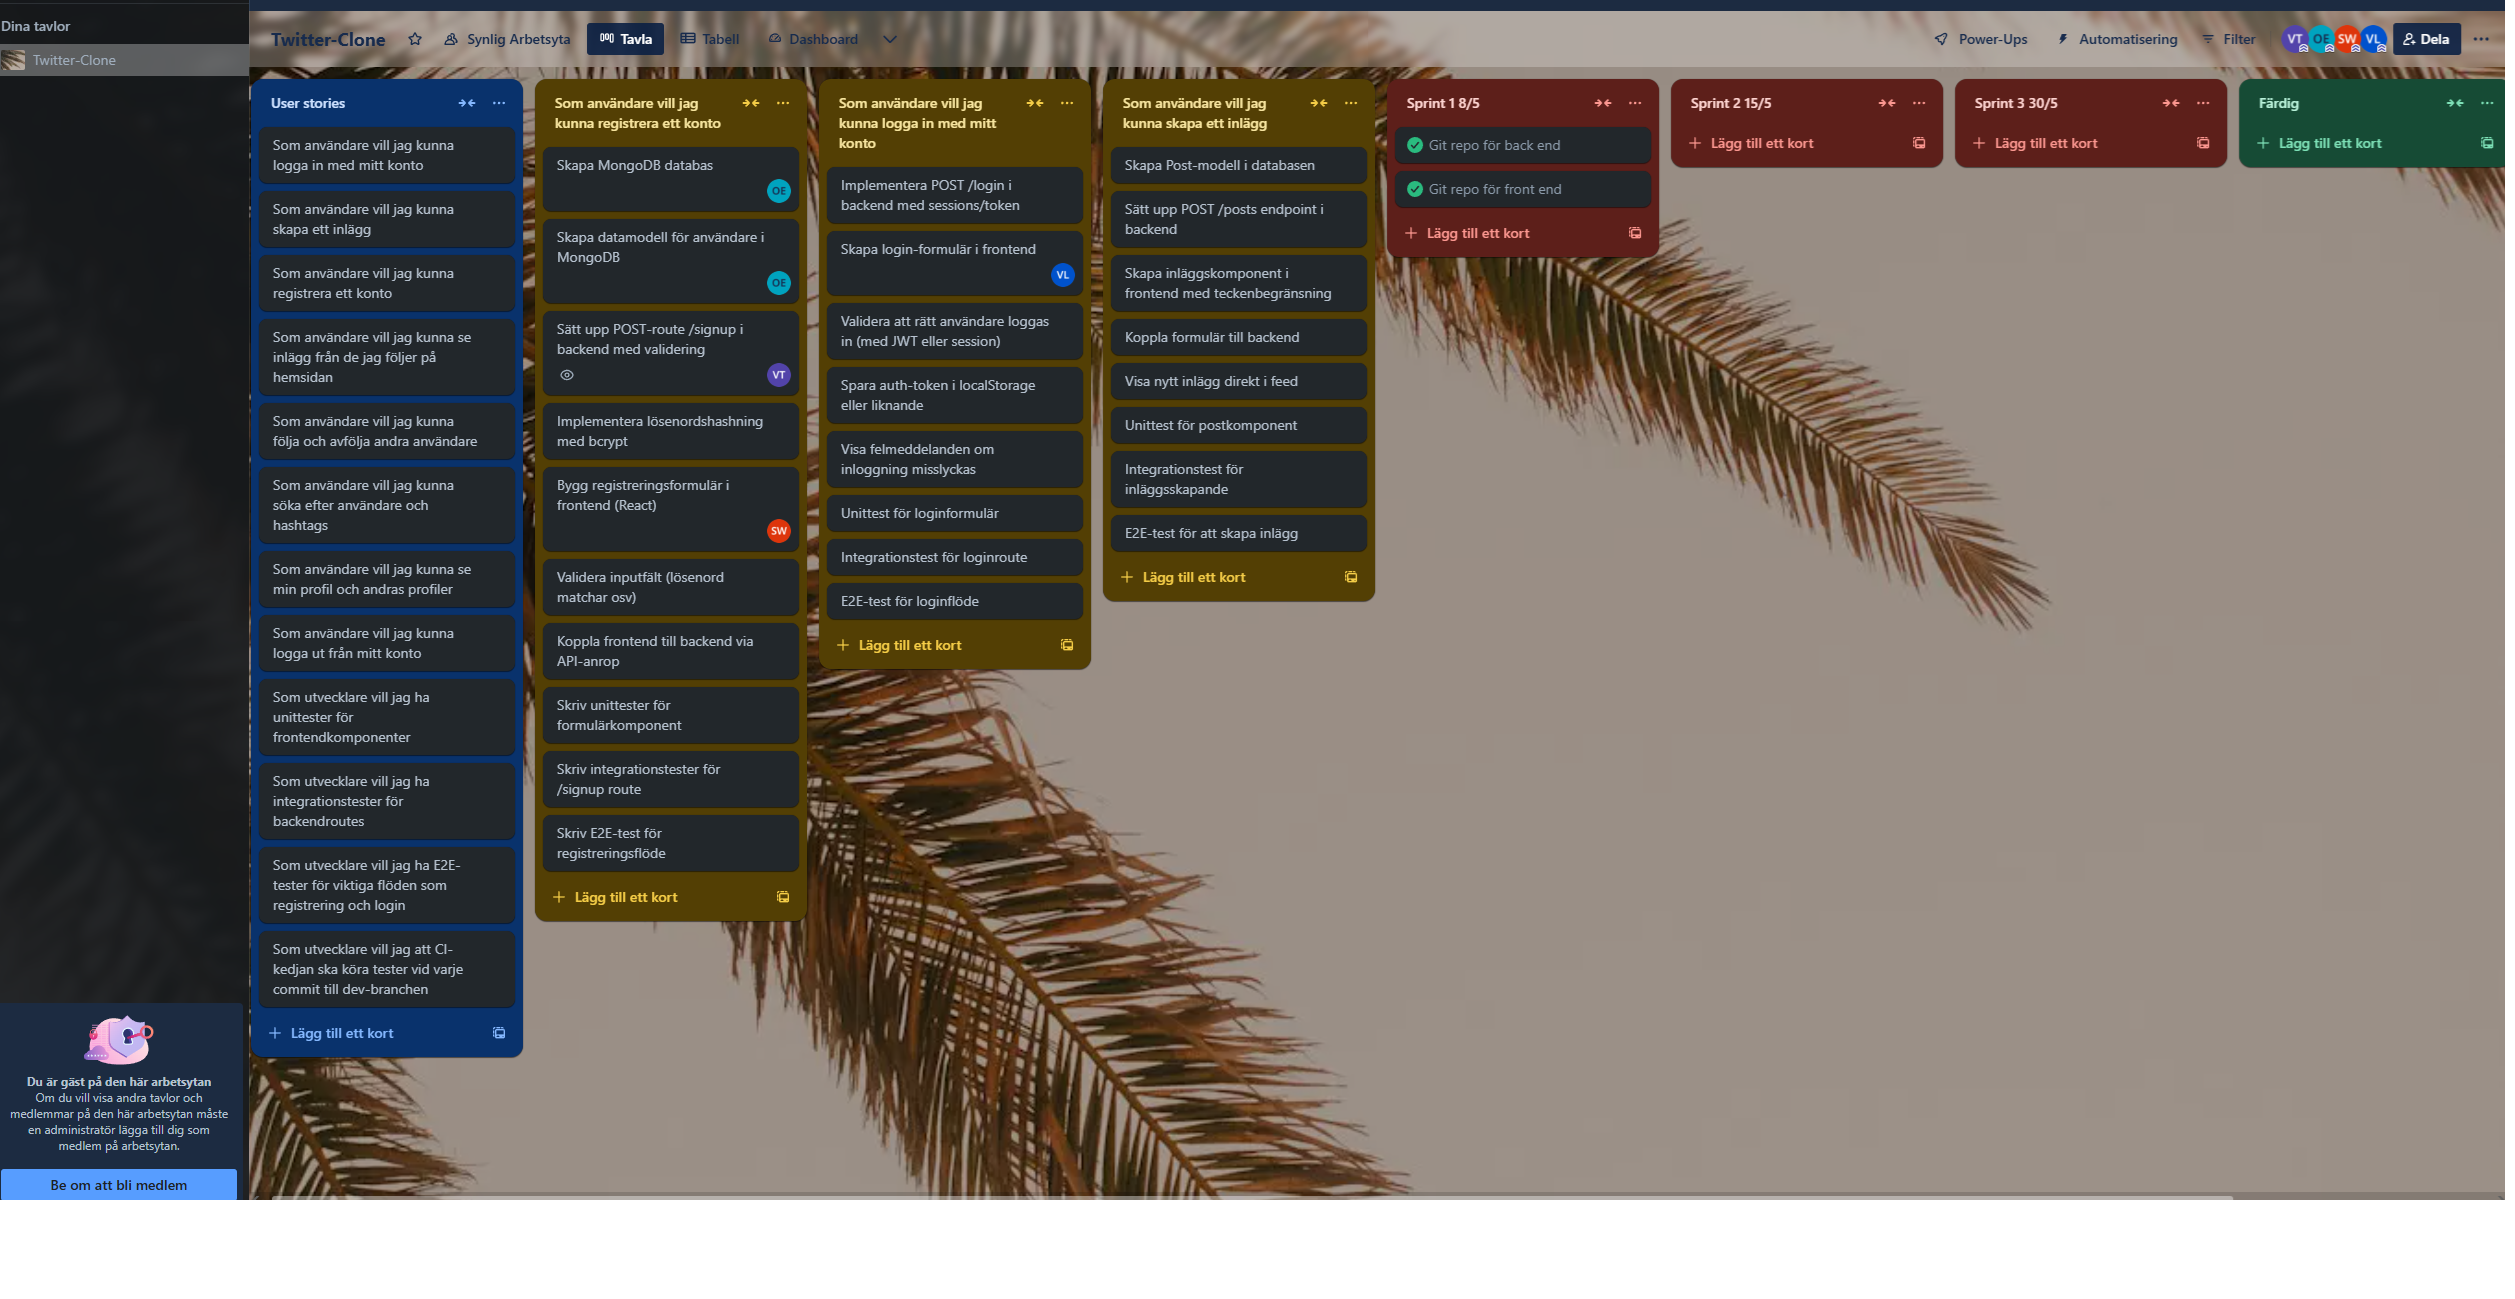 Dina tavlor
Twitter-Clone
Du är gäst på den här arbetsytan
Om du vill visa andra tavlor och
medlemmar på den här arbetsytan måste
en administratör lägga till dig som
medlem på arbetsytan.
Be om att bli medlem
Twitter-Clone
Synlig Arbetsyta
Tavla
Tabell
Dashboard
Power-Ups
Automatisering
Filter
VT
OE
SW
VL
Dela
User stories
Som användare vill jag kunna
logga in med mitt konto
Som användare vill jag kunna
skapa ett inlägg
Som användare vill jag kunna
registrera ett konto
Som användare vill jag kunna se
inlägg från de jag följer på
hemsidan
Som användare vill jag kunna
följa och avfölja andra användare
Som användare vill jag kunna
söka efter användare och
hashtags
Som användare vill jag kunna se
min profil och andras profiler
Som användare vill jag kunna
logga ut från mitt konto
Som utvecklare vill jag ha
unittester för
frontendkomponenter
Som utvecklare vill jag ha
integrationstester för
backendroutes
Som utvecklare vill jag ha E2E-
tester för viktiga flöden som
registrering och login
Som utvecklare vill jag att CI-
kedjan ska köra tester vid varje
commit till dev-branchen
Lägg till ett kort
Som användare vill jag
kunna registrera ett konto
Skapa MongoDB databas
OE
Skapa datamodell för användare i
MongoDB
OE
Sätt upp POST-route /signup i
backend med validering
VT
Implementera lösenordshashning
med bcrypt
Bygg registreringsformulär i
frontend (React)
SW
Validera inputfält (lösenord
matchar osv)
Koppla frontend till backend via
API-anrop
Skriv unittester för
formulärkomponent
Skriv integrationstester för
/signup route
Skriv E2E-test för
registreringsflöde
Lägg till ett kort
Som användare vill jag
kunna logga in med mitt
konto
Implementera POST /login i
backend med sessions/token
Skapa login-formulär i frontend
VL
Validera att rätt användare loggas
in (med JWT eller session)
Spara auth-token i localStorage
eller liknande
Visa felmeddelanden om
inloggning misslyckas
Unittest för loginformulär
Integrationstest för loginroute
E2E-test för loginflöde
Lägg till ett kort
Som användare vill jag
kunna skapa ett inlägg
Skapa Post-modell i databasen
Sätt upp POST /posts endpoint i
backend
Skapa inläggskomponent i
frontend med teckenbegränsning
Koppla formulär till backend
Visa nytt inlägg direkt i feed
Unittest för postkomponent
Integrationstest för
inläggsskapande
E2E-test för att skapa inlägg
Lägg till ett kort
Sprint 1 8/5
Git repo för back end
Git repo för front end
Lägg till ett kort
Sprint 2 15/5
Lägg till ett kort
Sprint 3 30/5
Lägg till ett kort
Färdig
Lägg till ett kort